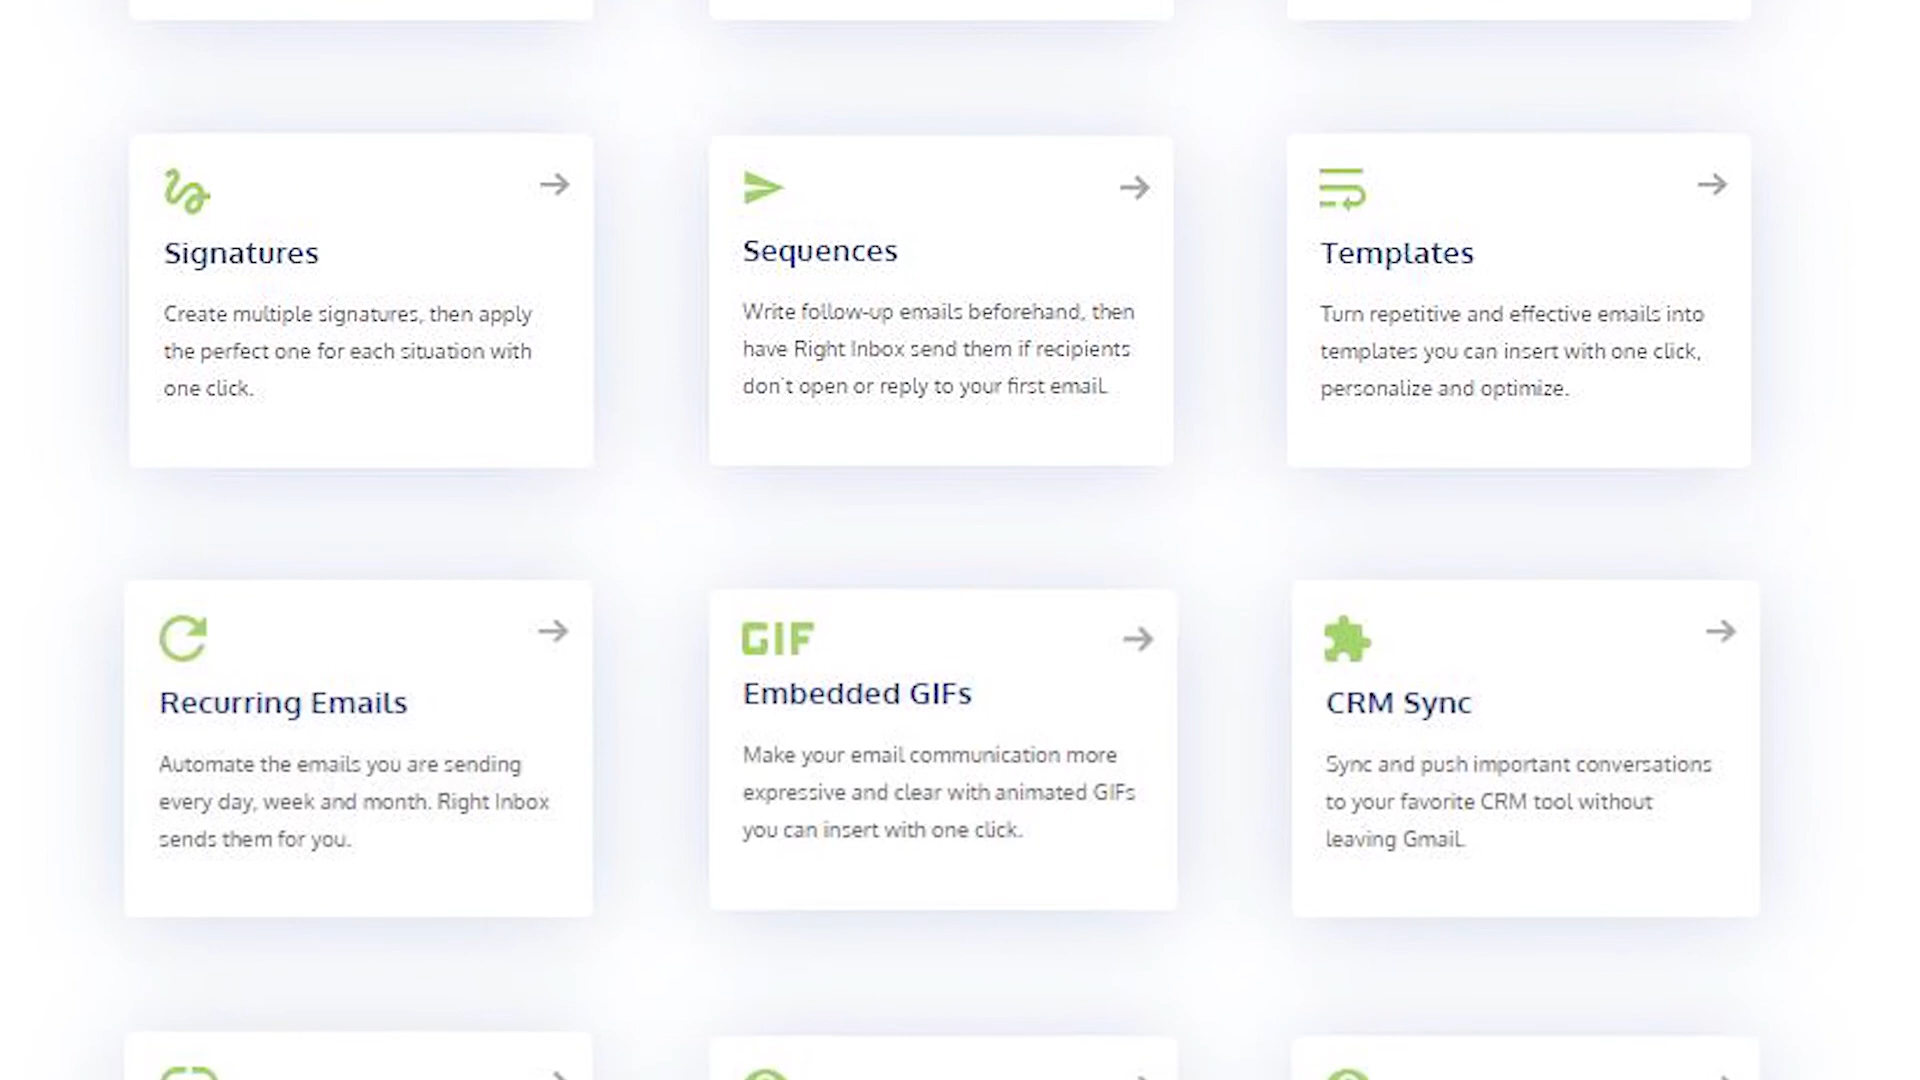 Signatures
Create multiple signatures, then apply
the perfect one for each situation with
one click.
Sequences
Write follow-up emails beforehand, then
have Right Inbox send them if recipients
don't open or reply to your first email.
Templates
Turn repetitive and effective emails into
templates you can insert with one click,
personalize and optimize.
Recurring Emails
Automate the emails you are sending
every day, week and month. Right Inbox
sends them for you.
GIF
Embedded GIFs
Make your email communication more
expressive and clear with animated GIFs
you can insert with one click.
CRM Sync
Sync and push important conversations
to your favorite CRM tool without
leaving Gmail.